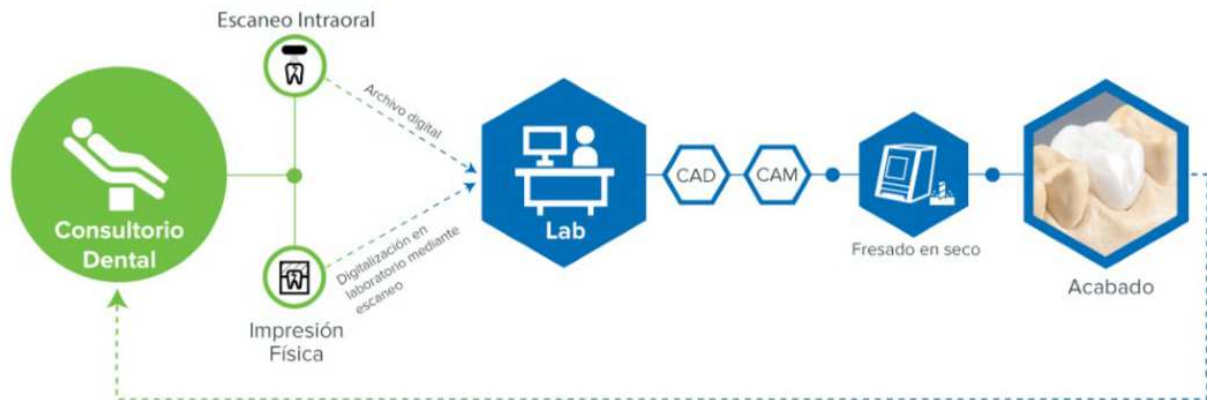 Escaneo Intraoral
Archivo digital
Consultorio
Dental
Lab
CAD
CAM
Fresado en seco
Acabado
Digitalización en
laboratorio mediante
escaneo
Impresión
Física